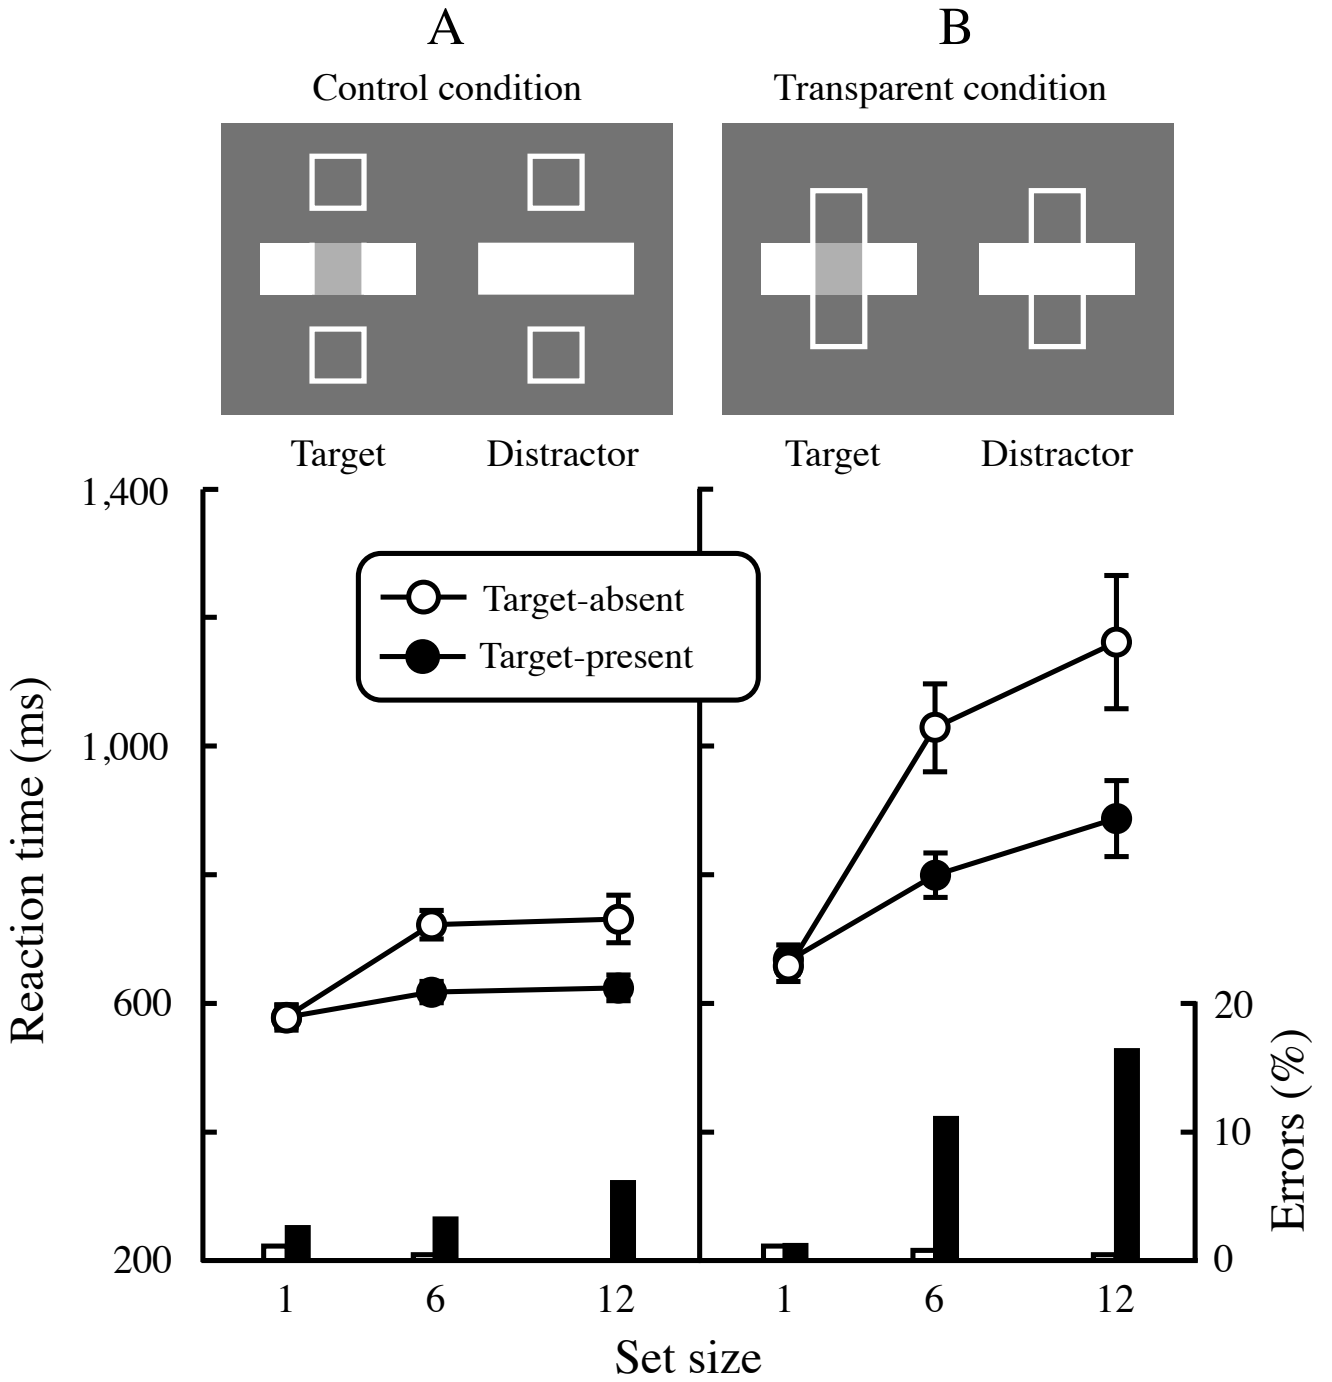 A
B
Control condition
Transparent condition
Target
Distractor
Target
Distractor
1,400
1,000
600
200
Reaction time (ms)
Target-absent
Target-present
20
10
0
Errors (%)
1
6
12
1
6
12
Set size